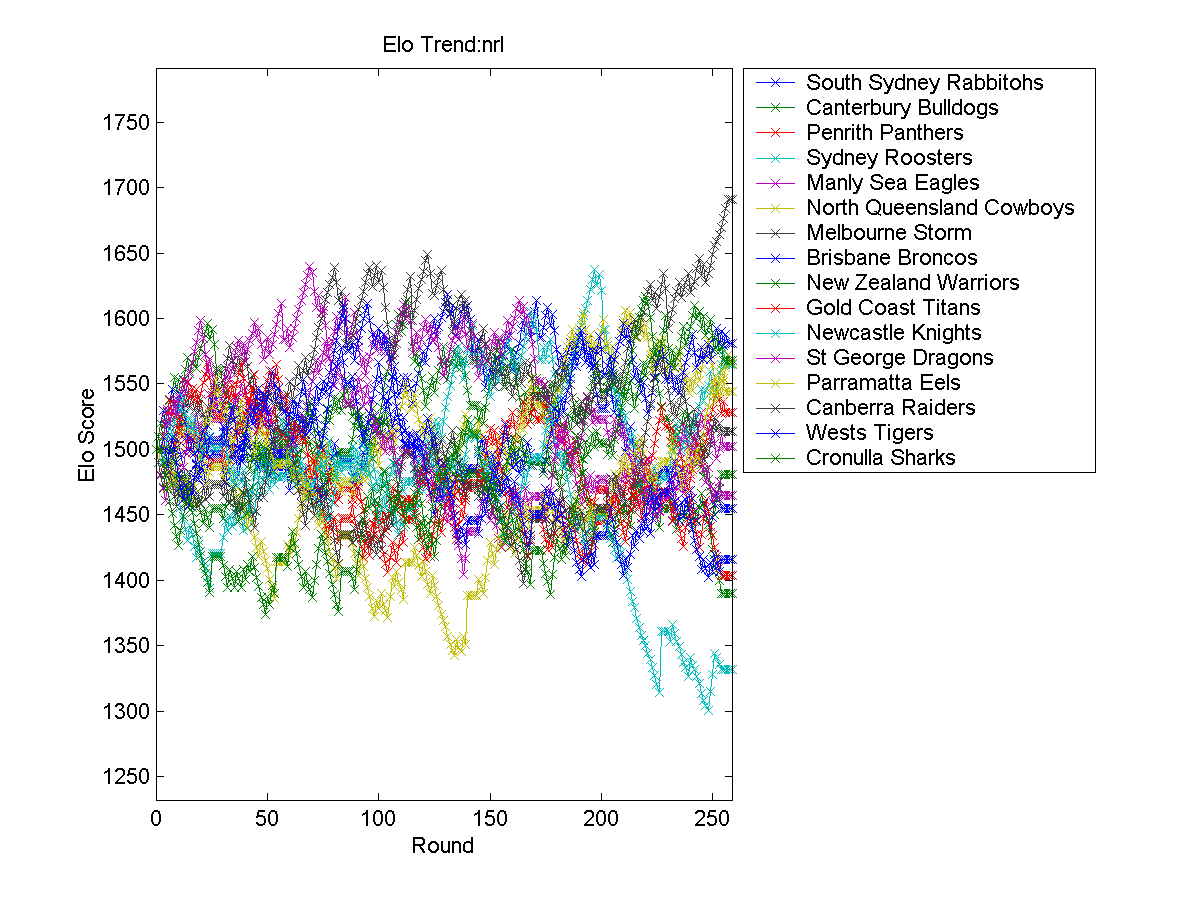 Elo Trend:nrl
1750
1700
1650
1600
1550
1500
1450
1400
1350
1300
1250
Elo Score
0 50 100 150 200 250
Round
South Sydney Rabbitohs
Canterbury Bulldogs
Penrith Panthers
Sydney Roosters
Manly Sea Eagles
North Queensland Cowboys
Melbourne Storm
Brisbane Broncos
New Zealand Warriors
Gold Coast Titans
Newcastle Knights
St George Dragons
Parramatta Eels
Canberra Raiders
Wests Tigers
Cronulla Sharks